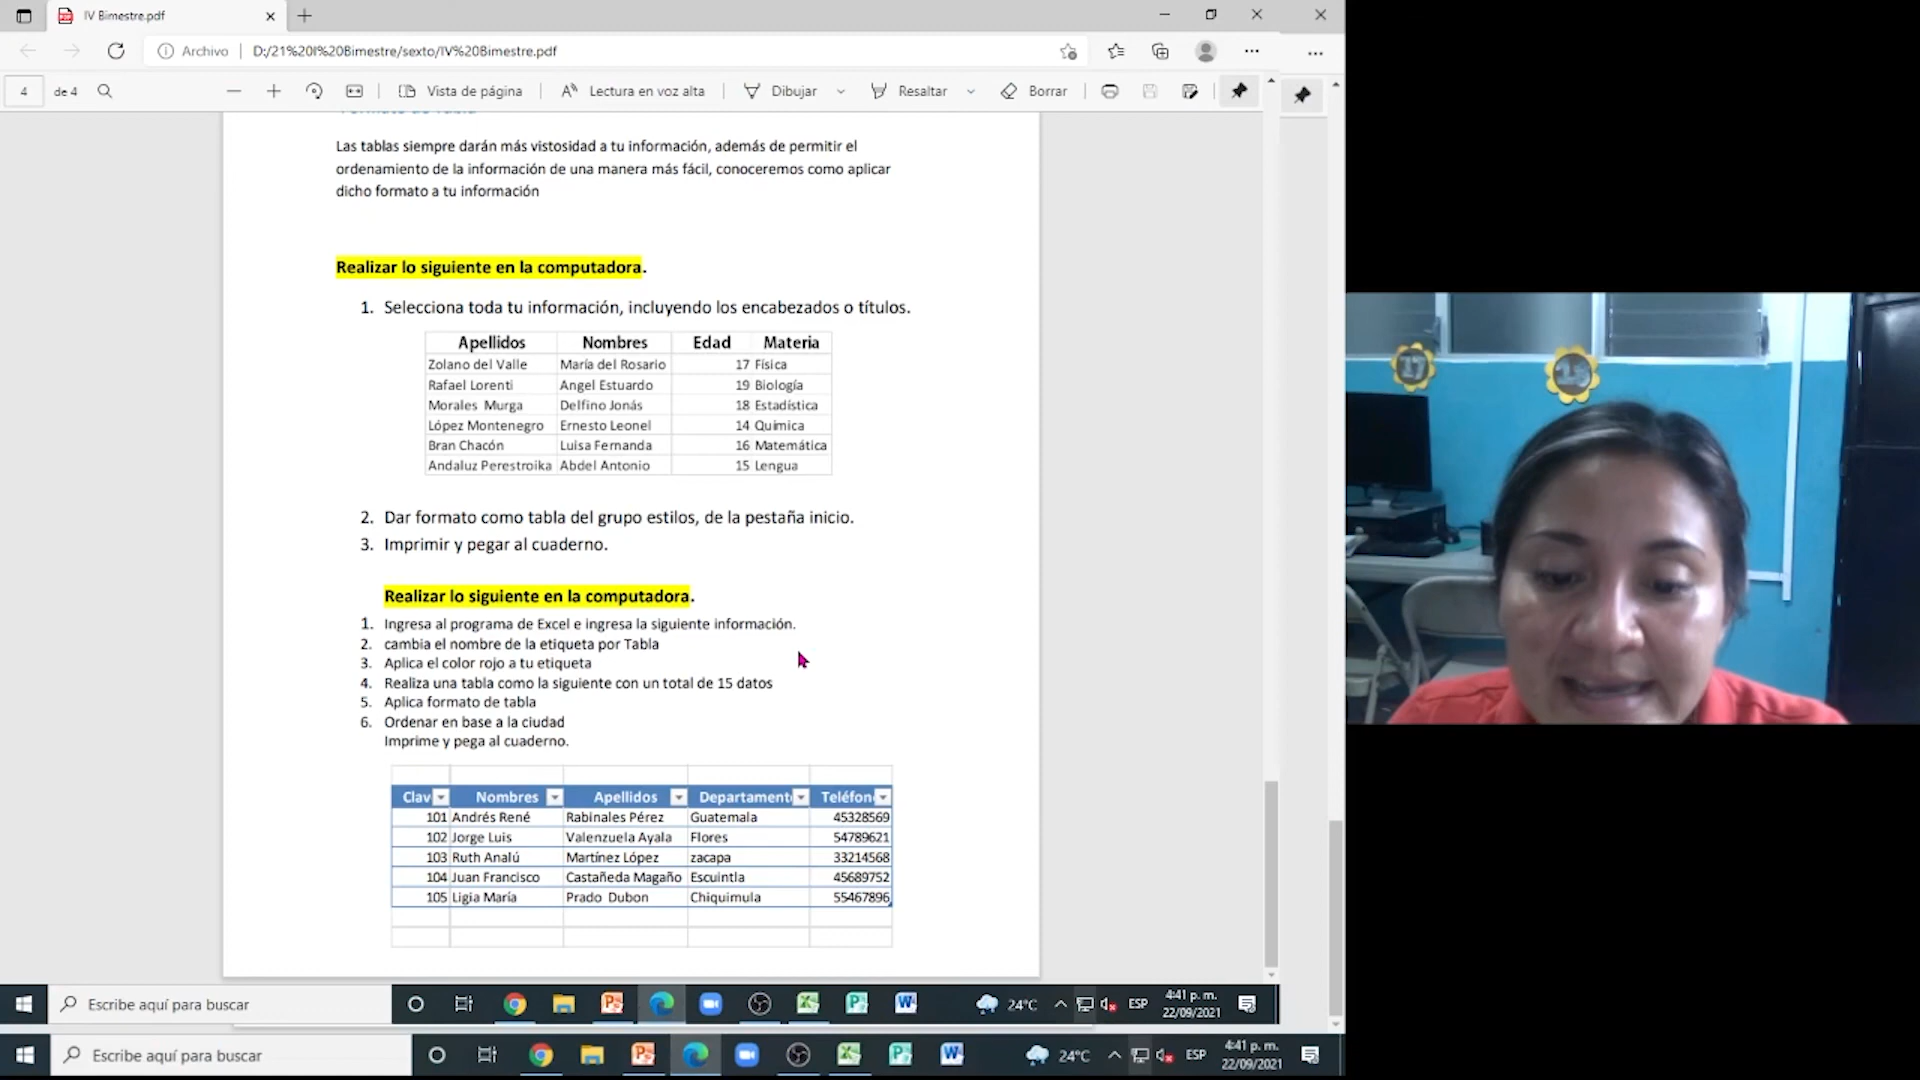 IV Bimestre.pdf
Archivo
D:/21%20I%20Bimestre/sexto/IV%20Bimestre.pdf
4 de 4
Vista de página
Lectura en voz alta
Dibujar
Resaltar
Borrar
Las tablas siempre darán más vistosidad a tu información, además de permitir el
ordenamiento de la información de una manera más fácil, conoceremos como aplicar
dicho formato a tu información
Realizar lo siguiente en la computadora.
1. Selecciona toda tu información, incluyendo los encabezados o títulos.
Apellidos Nombres Edad Materia
Zolano del Valle María del Rosario 17 Física
Rafael Lorenti Angel Estuardo 19 Biología
Morales Murga Delfino Jonás 18 Estadística
López Montenegro Ernesto Leonel 14 Química
Bran Chacón Luisa Fernanda 16 Matemática
Andaluz Perestroika Abdel Antonio 15 Lengua
2. Dar formato como tabla del grupo estilos, de la pestaña inicio.
3. Imprimir y pegar al cuaderno.
Realizar lo siguiente en la computadora.
1. Ingresa al programa de Excel e ingresa la siguiente información.
2. cambia el nombre de la etiqueta por Tabla
3. Aplica el color rojo a tu etiqueta
4. Realiza una tabla como la siguiente con un total de 15 datos
5. Aplica formato de tabla
6. Ordenar en base a la ciudad
Imprime y pega al cuaderno.
Clav Nombres Apellidos Departament Teléfon
101 Andrés René Rabinales Pérez Guatemala 45328569
102 Jorge Luis Valenzuela Ayala Flores 54789621
103 Ruth Analú Martínez López zacapa 33214568
104 Juan Francisco Castañeda Magaño Escuintla 45689752
105 Ligia María Prado Dubon Chiquimula 55467896
Escribe aquí para buscar
24°C
ESP
4:41 p. m.
22/09/2021
Escribe aquí para buscar
24°C
ESP
4:41 p. m.
22/09/2021
17